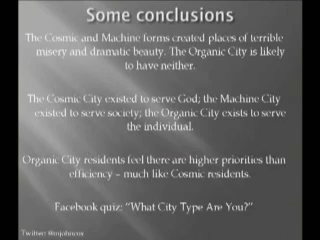 Some conclusions
The Cosmic and Machine forms created places of terrible
misery and dramatic beauty. The Organic City is likely
to have neither.
The Cosmic City existed to serve God; the Machine City
existed to serve society; the Organic City exists to serve
the individual.
Organic City residents feel there are higher priorities than
efficiency – much like Cosmic residents.
Facebook quiz: “What City Type Are You?”
Twitter: